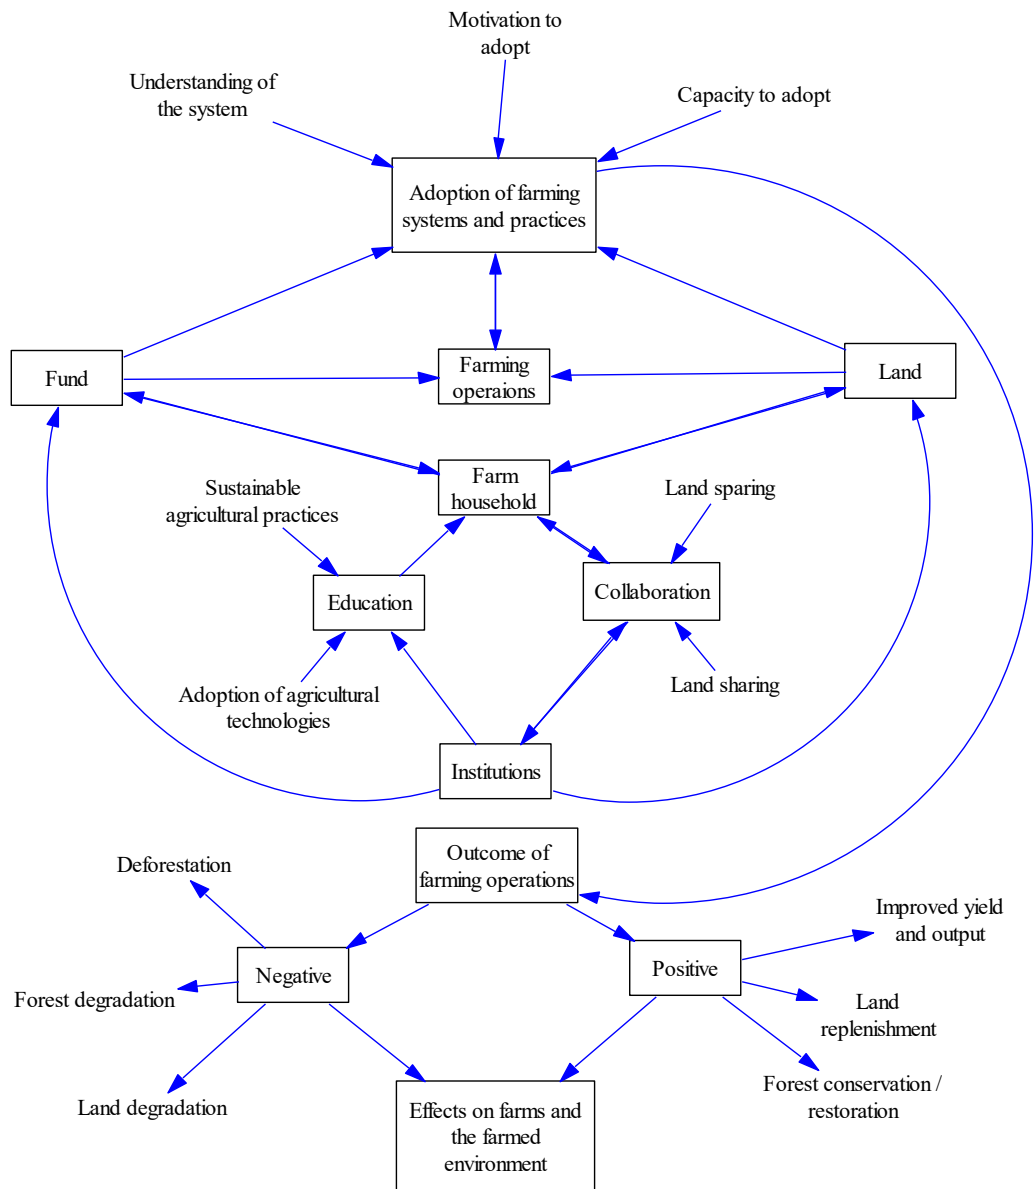 Motivation to
adopt
Understanding of
the system
Capacity to adopt
Adoption of farming
systems and practices
Fund
Farming
operaions
Land
Farm
household
Sustainable
agricultural practices
Land sparing
Education
Collaboration
Adoption of agricultural
technologies
Land sharing
Institutions
Outcome of
farming operations
Deforestation
Improved yield
and output
Negative
Positive
Forest degradation
Land
replenishment
Land degradation
Forest conservation /
restoration
Effects on farms and
the farmed
environment